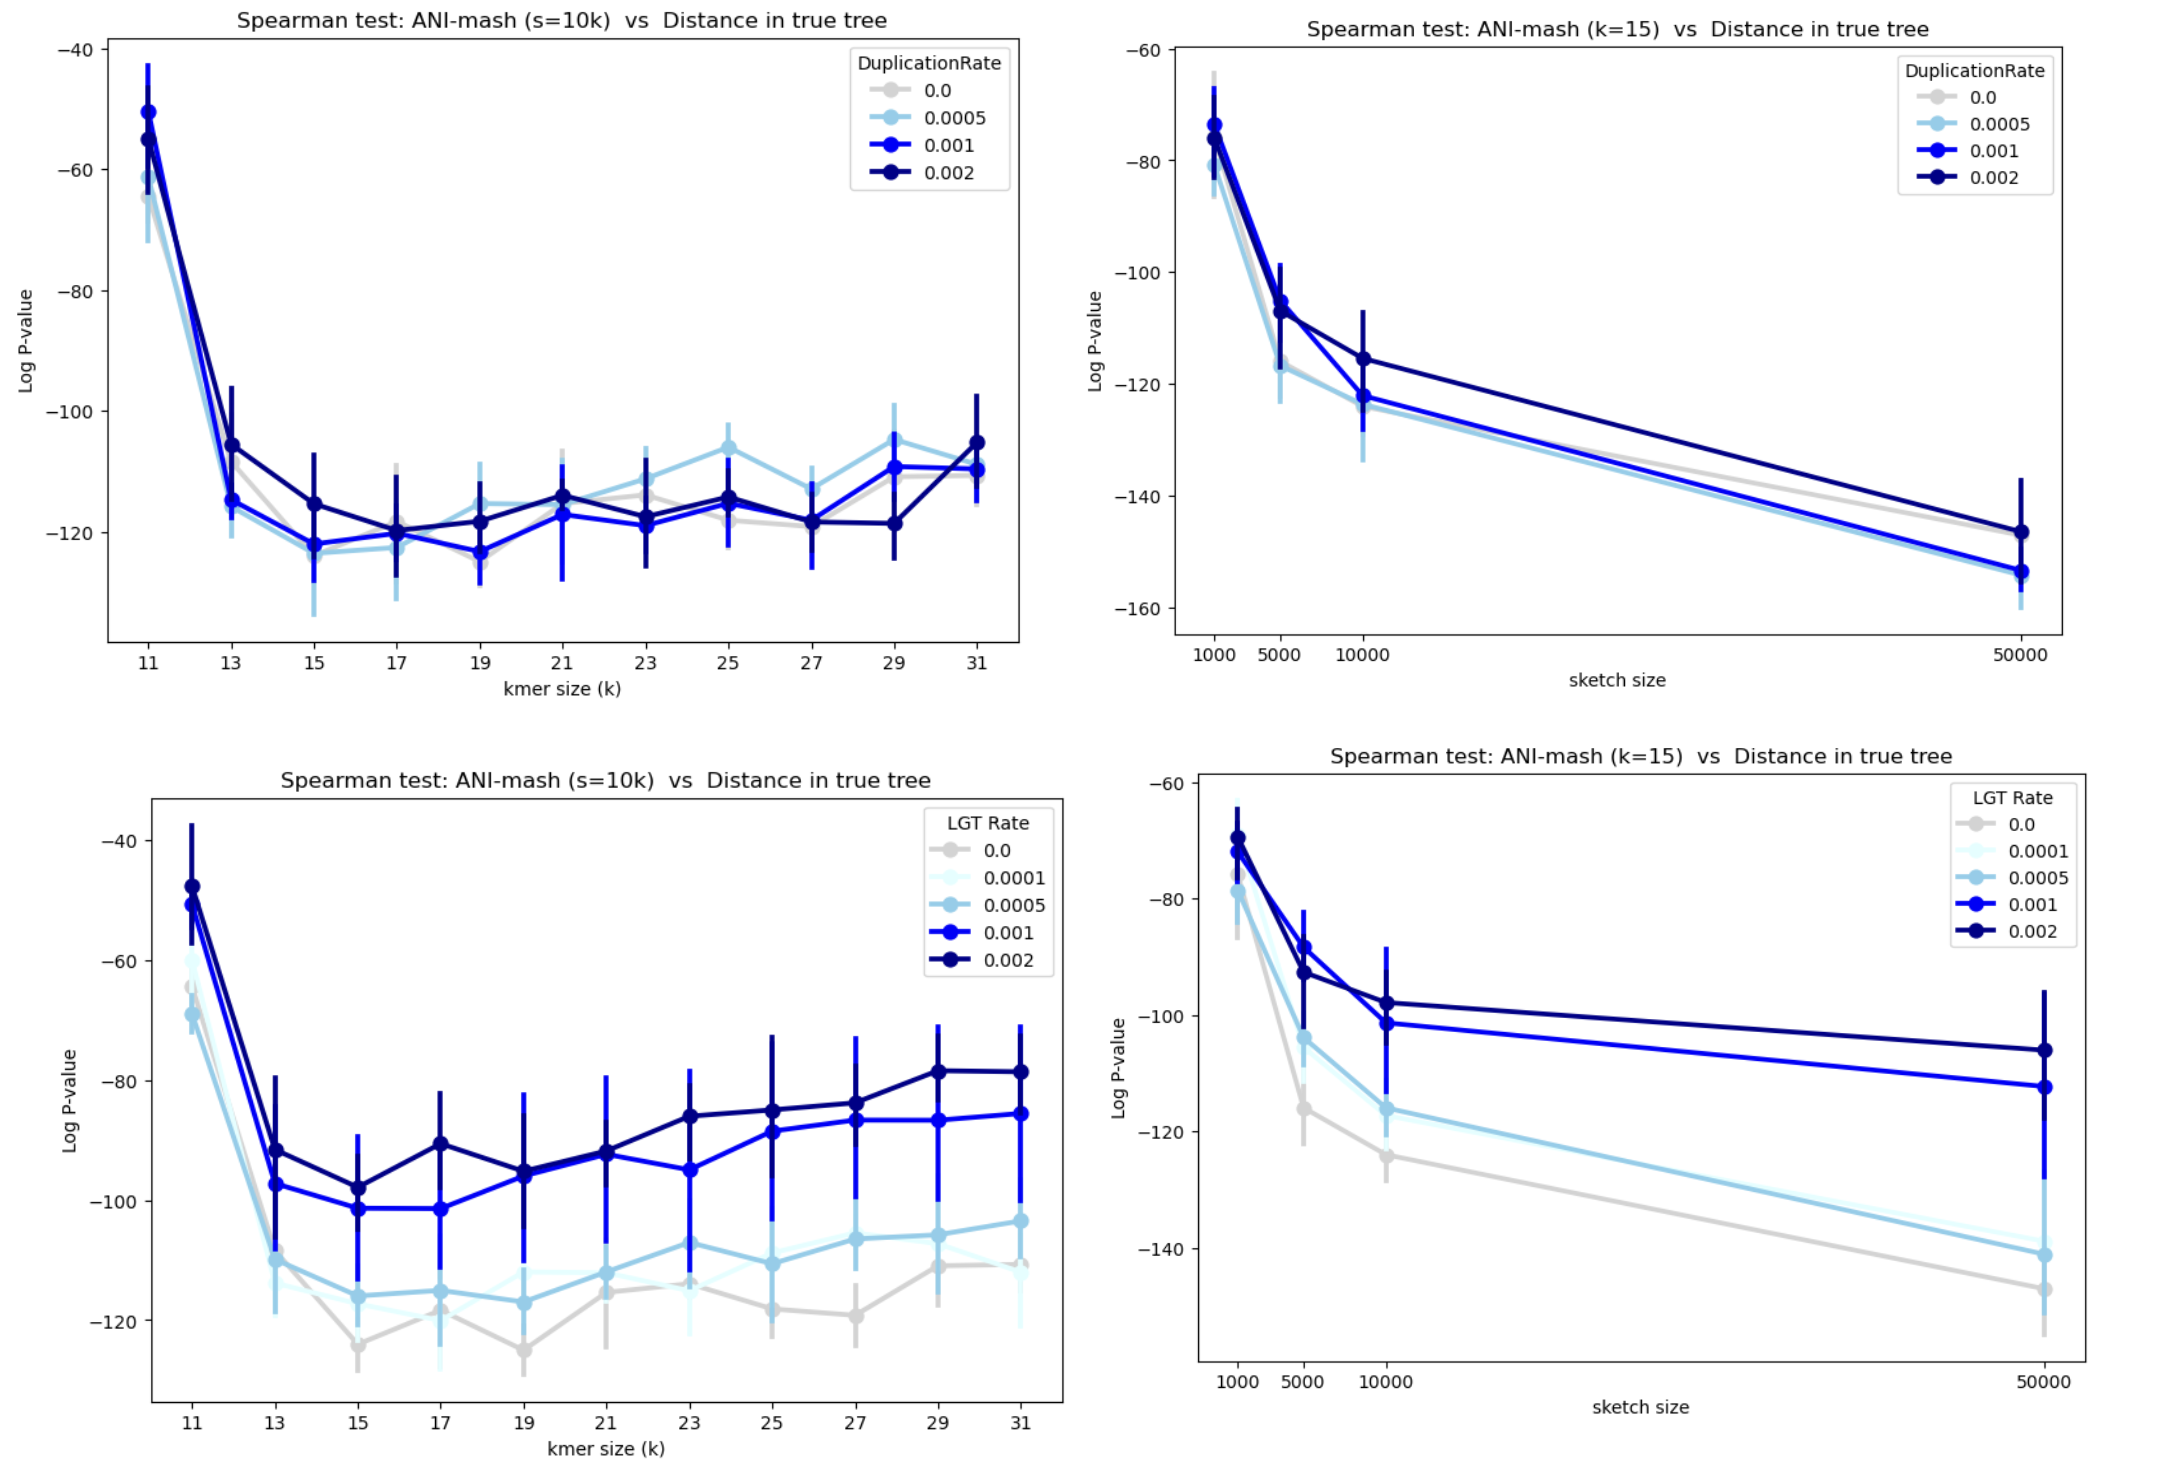 Spearman test: ANI-mash (s=10k)  vs  Distance in true tree
Log P-value
−40
−60
−80
−100
−120
DuplicationRate
0.0
0.0005
0.001
0.002
11 13 15 17 19 21 23 25 27 29 31
kmer size (k)
Spearman test: ANI-mash (k=15)  vs  Distance in true tree
Log P-value
−60
−80
−100
−120
−140
−160
DuplicationRate
0.0
0.0005
0.001
0.002
1000 5000 10000 50000
sketch size
Spearman test: ANI-mash (s=10k)  vs  Distance in true tree
Log P-value
−40
−60
−80
−100
−120
LGT Rate
0.0
0.0001
0.0005
0.001
0.002
11 13 15 17 19 21 23 25 27 29 31
kmer size (k)
Spearman test: ANI-mash (k=15)  vs  Distance in true tree
Log P-value
−60
−80
−100
−120
−140
LGT Rate
0.0
0.0001
0.0005
0.001
0.002
1000 5000 10000 50000
sketch size